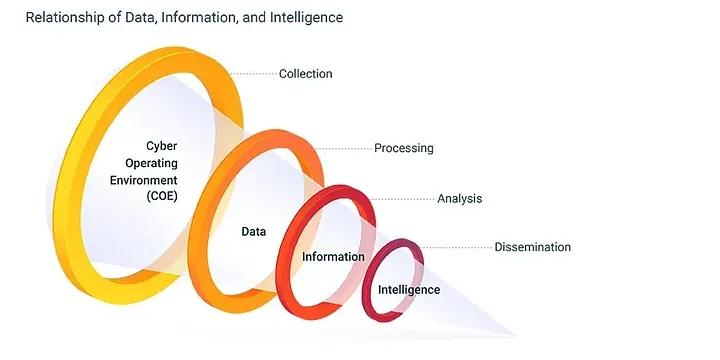 Relationship of Data, Information, and Intelligence
Collection
Cyber
Operating
Environment
(COE)
Processing
Data
Analysis
Information
Dissemination
Intelligence